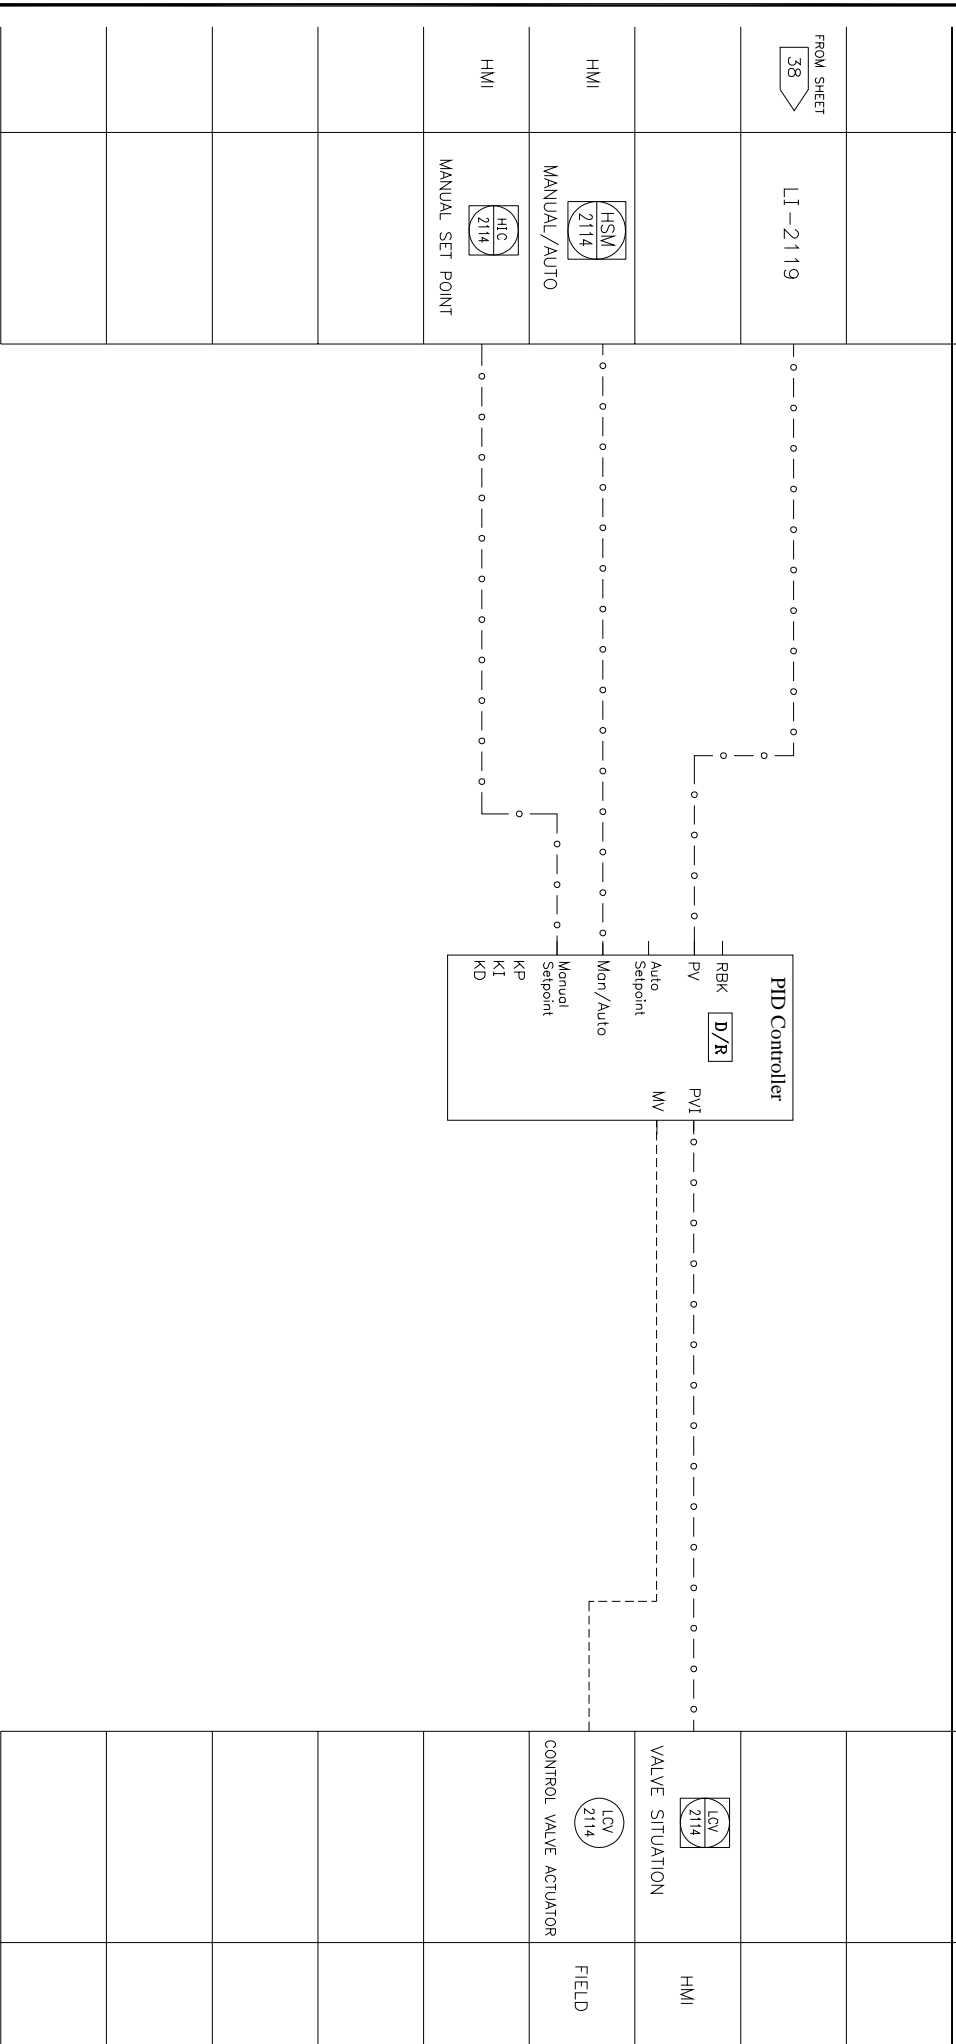 FROM SHEET
38
LI-2119
HMI
HSM
2114
MANUAL/AUTO
HMI
HIC
2114
MANUAL SET POINT
PID Controller
D/R
RBK
PV
Auto
Setpoint
Man/Auto
Manual
Setpoint
KP
KI
KD
PVI
MV
LCV
2114
VALVE SITUATION
HMI
LCV
2114
CONTROL VALVE ACTUATOR
FIELD